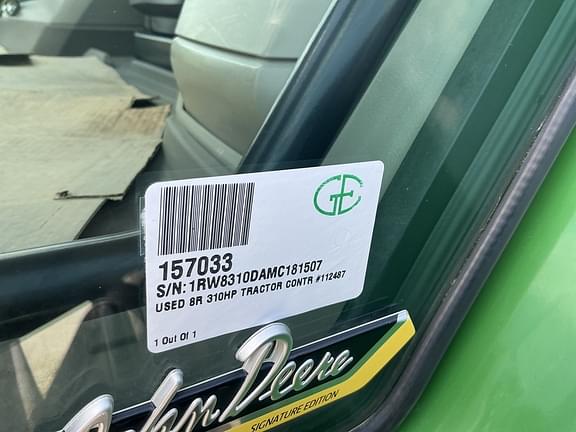 GE
157033
S/N:1RW8310DAMC181507
USED 8R 310HP TRACTOR CONTR #112487
1 Out Of 1
John Deere
SIGNATURE EDITION